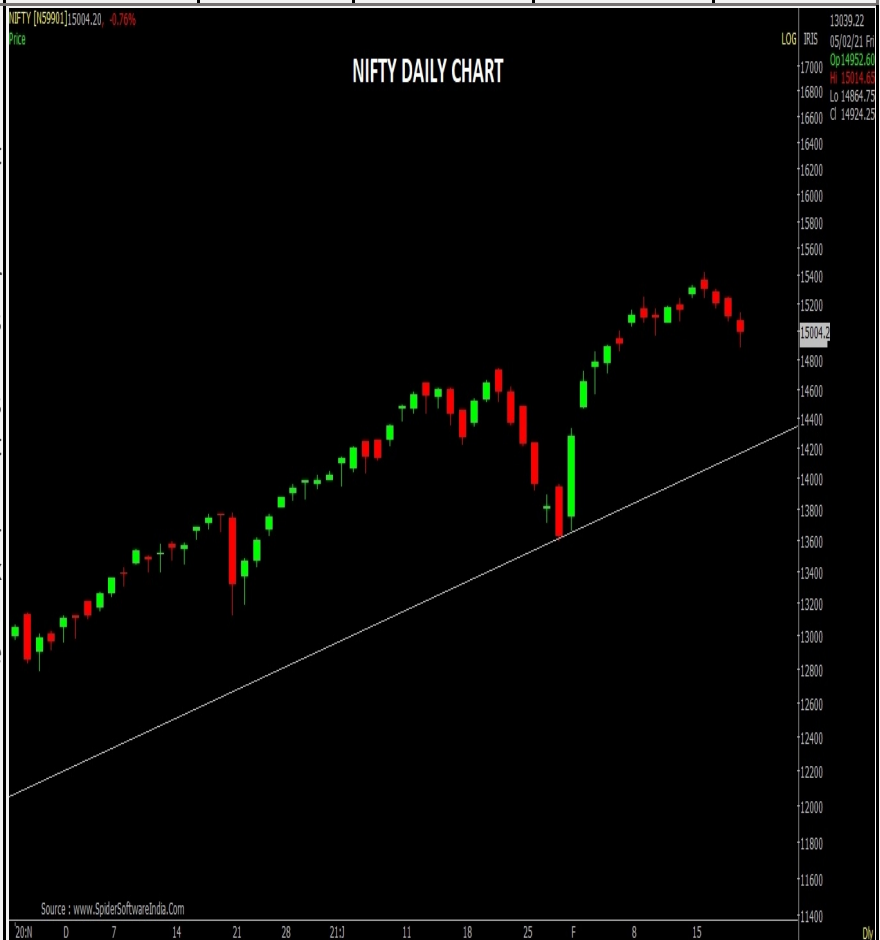 NIFTY [N59901]15004.20, -0.76%
Price
NIFTY DAILY CHART
LOG
IRIS
13039.22
05/02/21 Fri
Op14952.60
Hi 15014.65
Lo 14864.75
Cl 14924.25
17000
16800
16600
16400
16200
16000
15800
15600
15400
15200
15004.2
14800
14600
14400
14200
14000
13800
13600
13400
13200
13000
12800
12600
12400
12200
12000
11800
11600
11400
Source : www.SpiderSoftwareIndia.Com
'20:N D 7 14 21 28 21:J 11 18 25 F 8 15
Dly